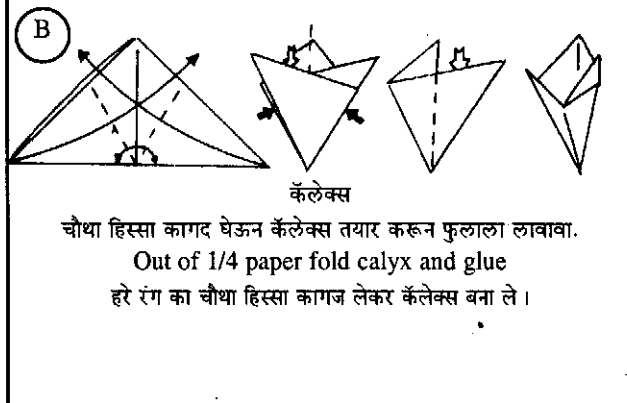 B
कॅलेक्स
चौथा हिस्सा कागद घेऊन कॅलेक्स तयार करून फुलाला लावावा.
Out of 1/4 paper fold calyx and glue
हरे रंग का चौथा हिस्सा कागज लेकर कॅलेक्स बना ले।